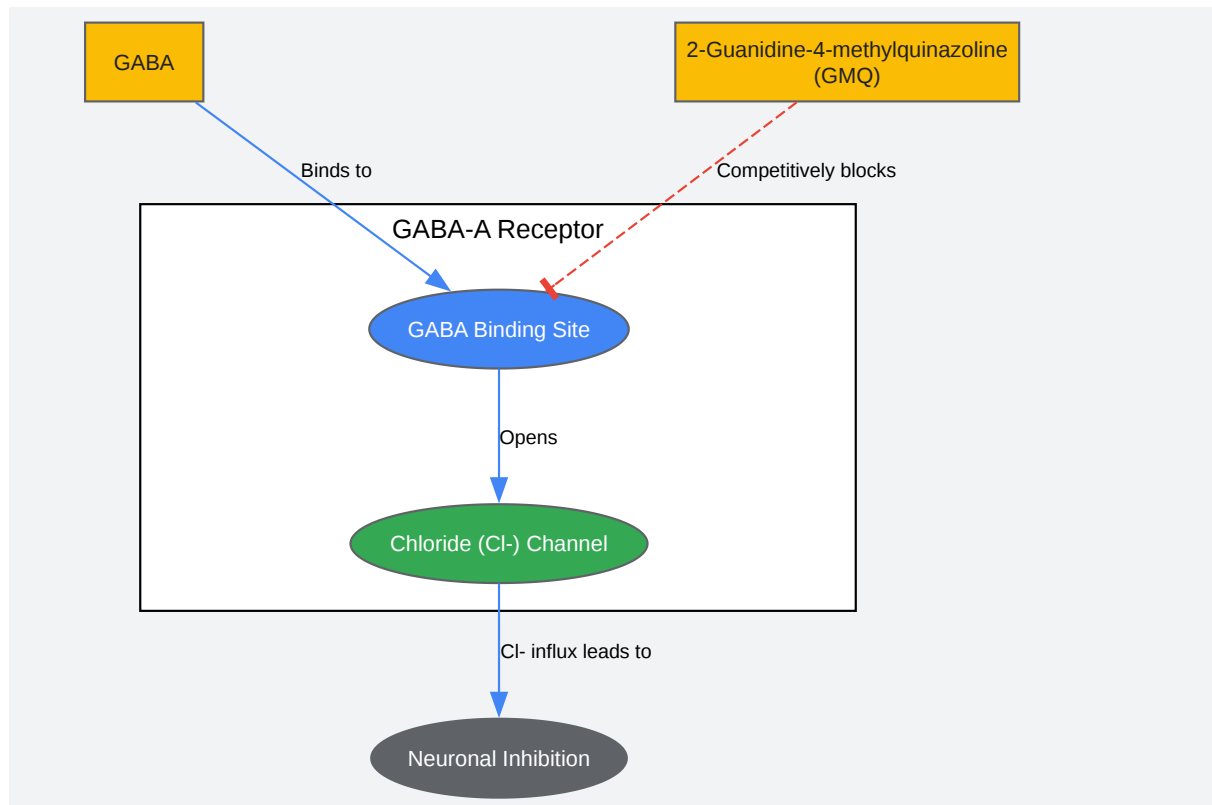 GABA
2-Guanidine-4-methylquinazoline
(GMQ)
Binds to
Competitively blocks
GABA-A Receptor
GABA Binding Site
Opens
Chloride (Cl-) Channel
Cl- influx leads to
Neuronal Inhibition